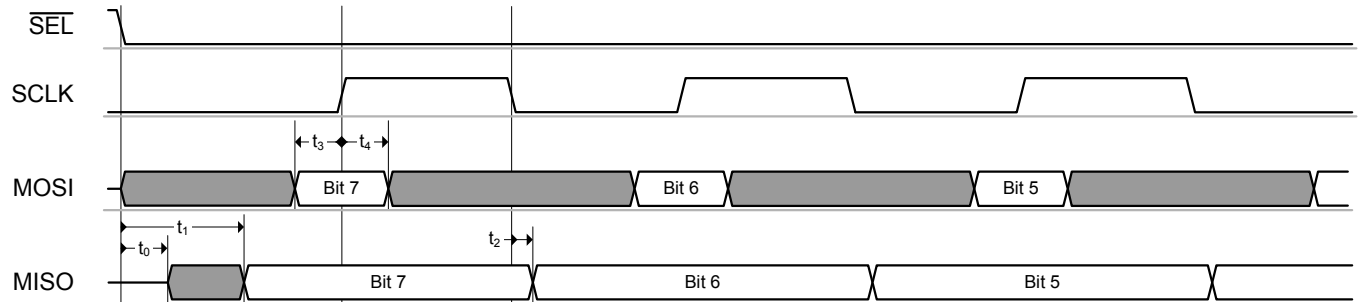 SEL
SCLK
t3 t4
MOSI Bit 7 Bit 6 Bit 5
t1
t0 t2
MISO Bit 7 Bit 6 Bit 5